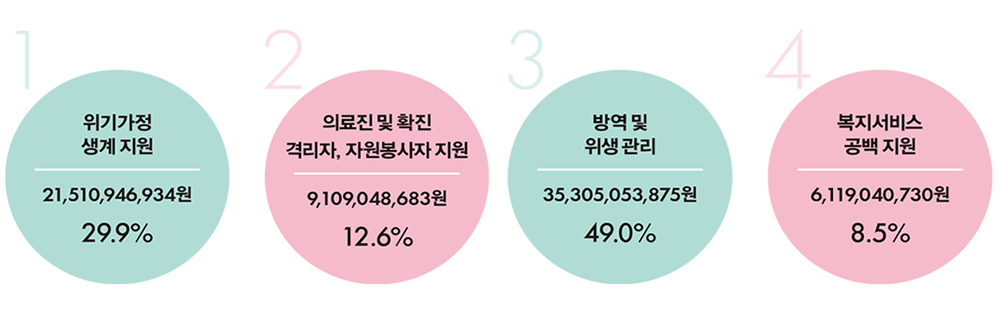 1
위기가정
생계 지원
21,510,946,934원
29.9%
2
의료진 및 확진
격리자, 자원봉사자 지원
9,109,048,683원
12.6%
3
방역 및
위생 관리
35,305,053,875원
49.0%
4
복지서비스
공백 지원
6,119,040,730원
8.5%